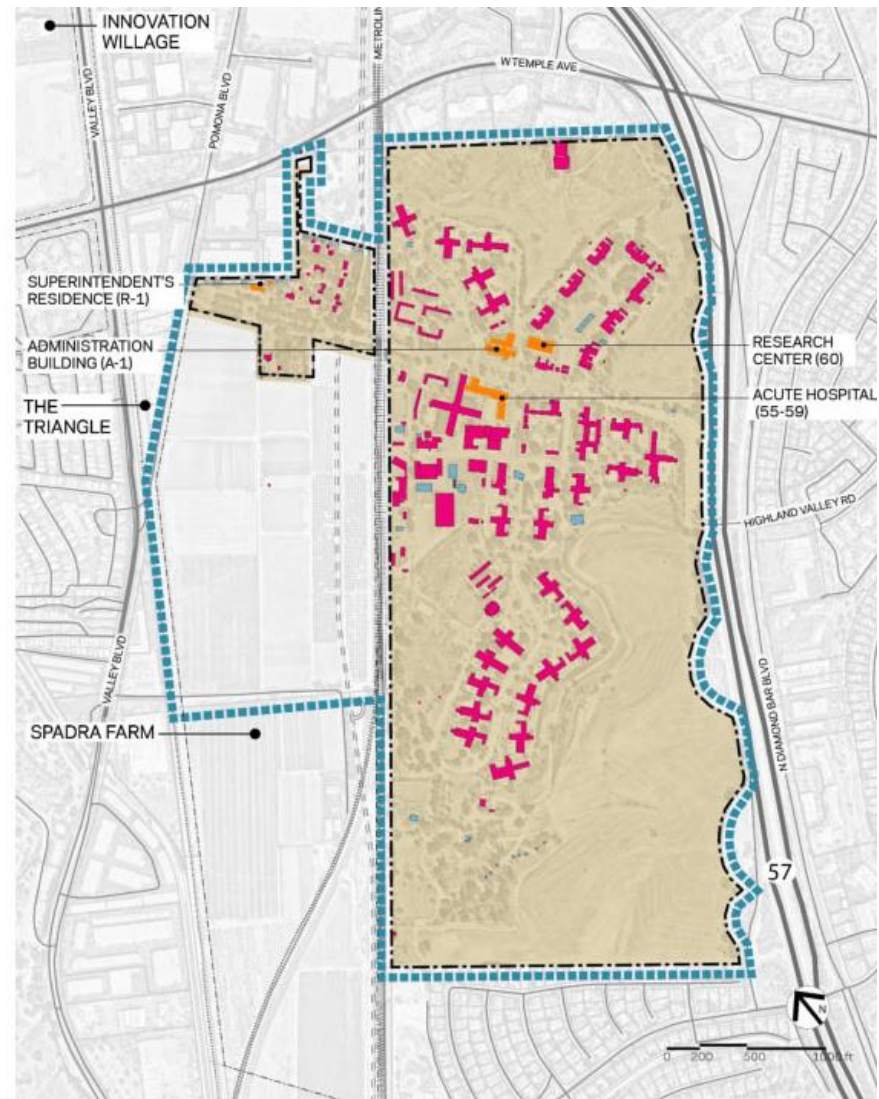 INNOVATION
WILLAGE
METROLIN
W TEMPLE AVE
VALLEY BLVD
POMONA BLVD
SUPERINTENDENT'S
RESIDENCE (R-1)
ADMINISTRATION
BUILDING (A-1)
RESEARCH
CENTER (60)
THE
TRIANGLE
ACUTE HOSPITAL
(55-59)
HIGHLAND VALLEY RD
VALLEY BLVD
SPADRA FARM
N DIAMOND BAR BLVD
57
N
0 200 500 1000 ft